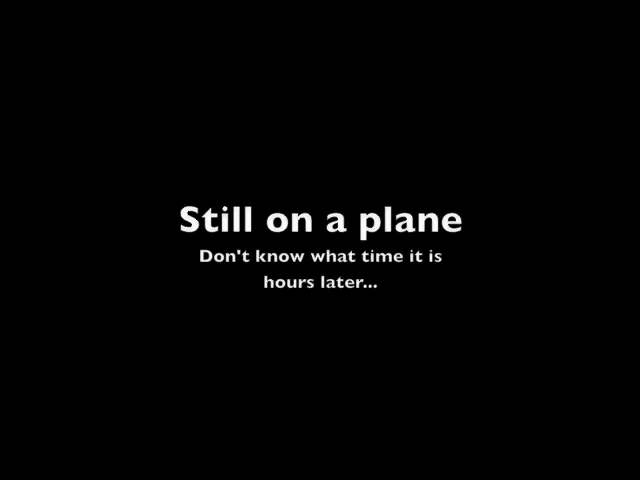 Still on a plane
Don't know what time it is
hours later...